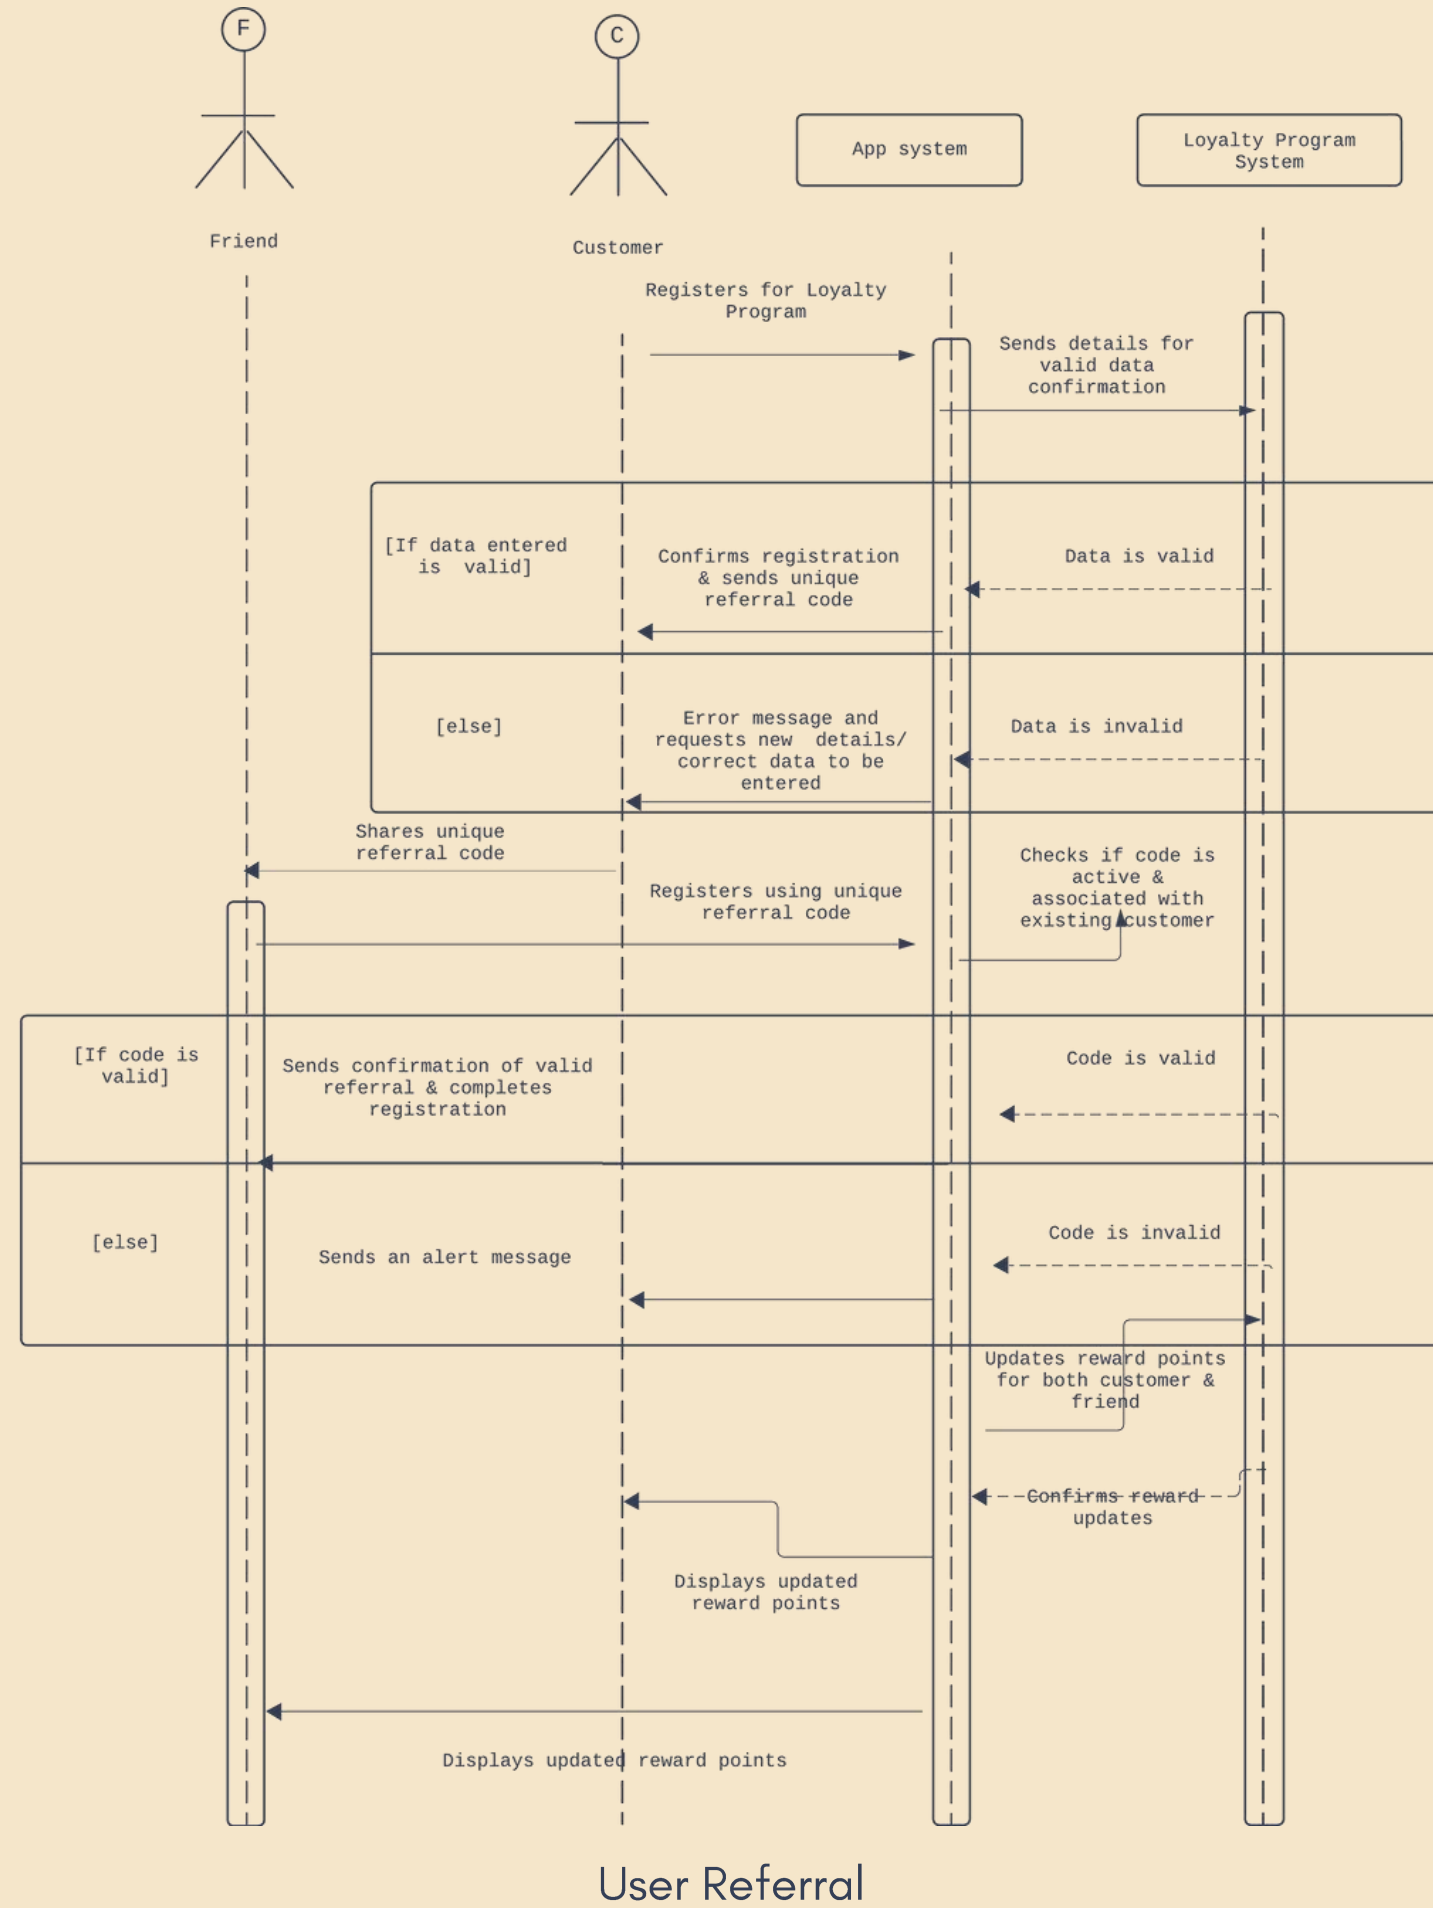 F
C
App system
Loyalty Program
System
Friend
Customer
Registers for Loyalty
Program
Sends details for
valid data
confirmation
[If data entered
is  valid]
Confirms registration
& sends unique
referral code
Data is valid
[else]
Error message and
requests new  details/
correct data to be
entered
Data is invalid
Shares unique
referral code
Registers using unique
referral code
Checks if code is
active &
associated with
existing customer
[If code is
valid]
Sends confirmation of valid
referral & completes
registration
Code is valid
[else]
Sends an alert message
Code is invalid
Updates reward points
for both customer &
friend
Confirms reward
updates
Displays updated
reward points
Displays updated reward points
User Referral